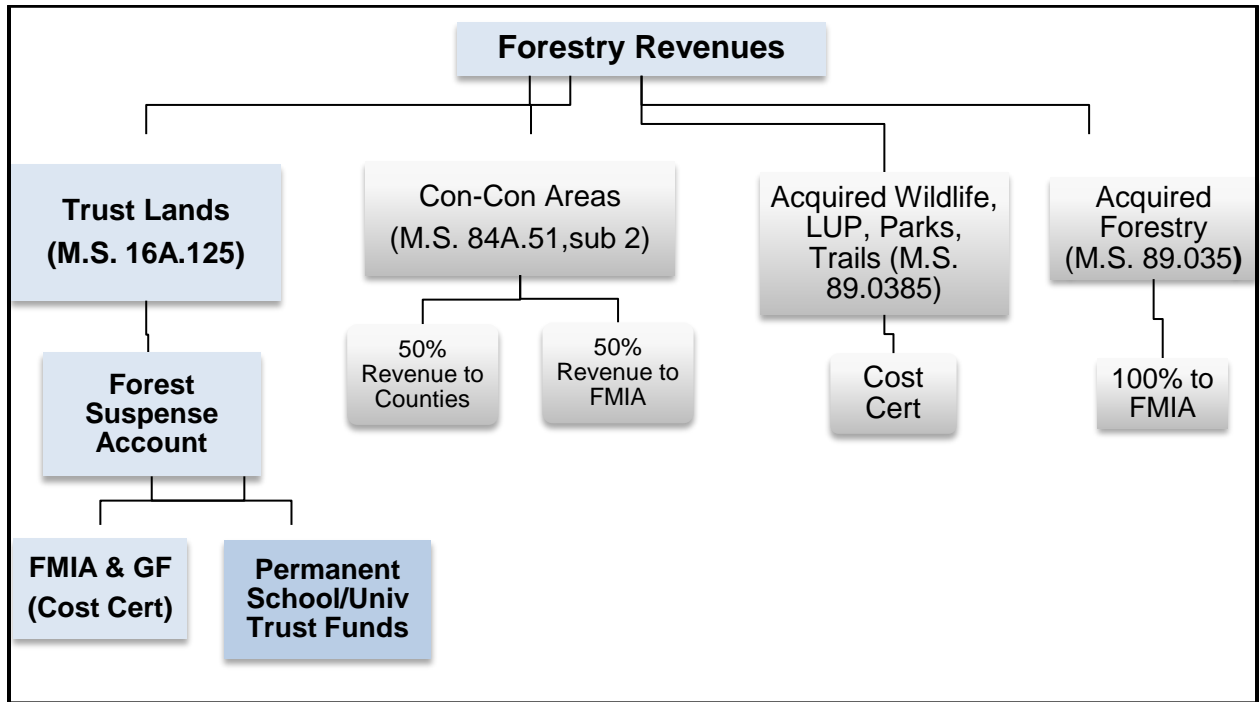 Forestry Revenues
Trust Lands
(M.S. 16A.125)
Con-Con Areas
(M.S. 84A.51,sub 2)
Acquired Wildlife,
LUP, Parks,
Trails (M.S.
89.0385)
Acquired
Forestry
(M.S. 89.035)
Forest
Suspense
Account
50%
Revenue to
Counties
50%
Revenue to
FMIA
Cost
Cert
100% to
FMIA
FMIA & GF
(Cost Cert)
Permanent
School/Univ
Trust Funds